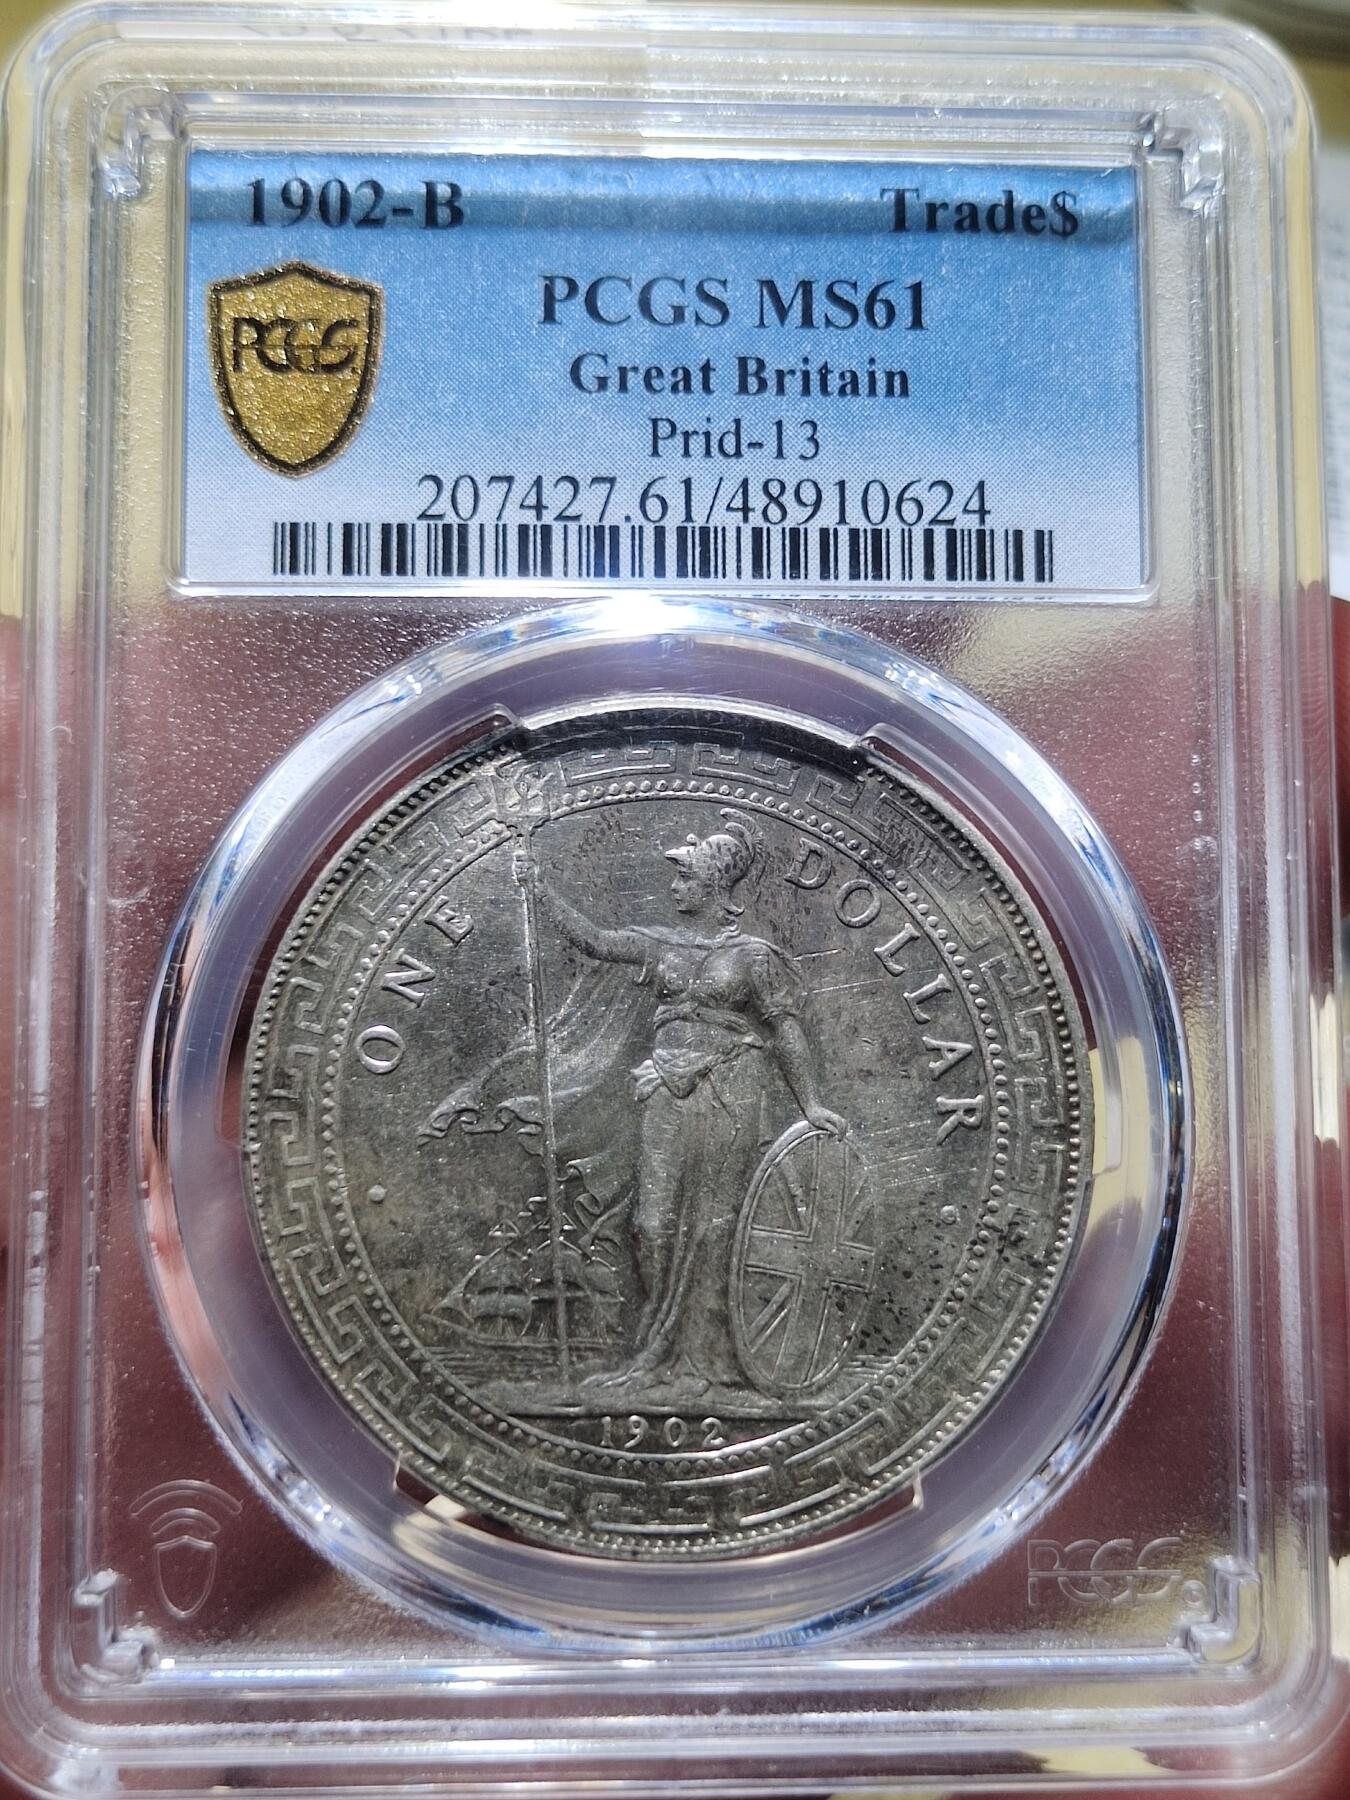 1902-B Trade$
PCGS MS61
PCGS
Great Britain
Prid-13
207427.61/48910624
ONE DOLLAR
1902
PCGS